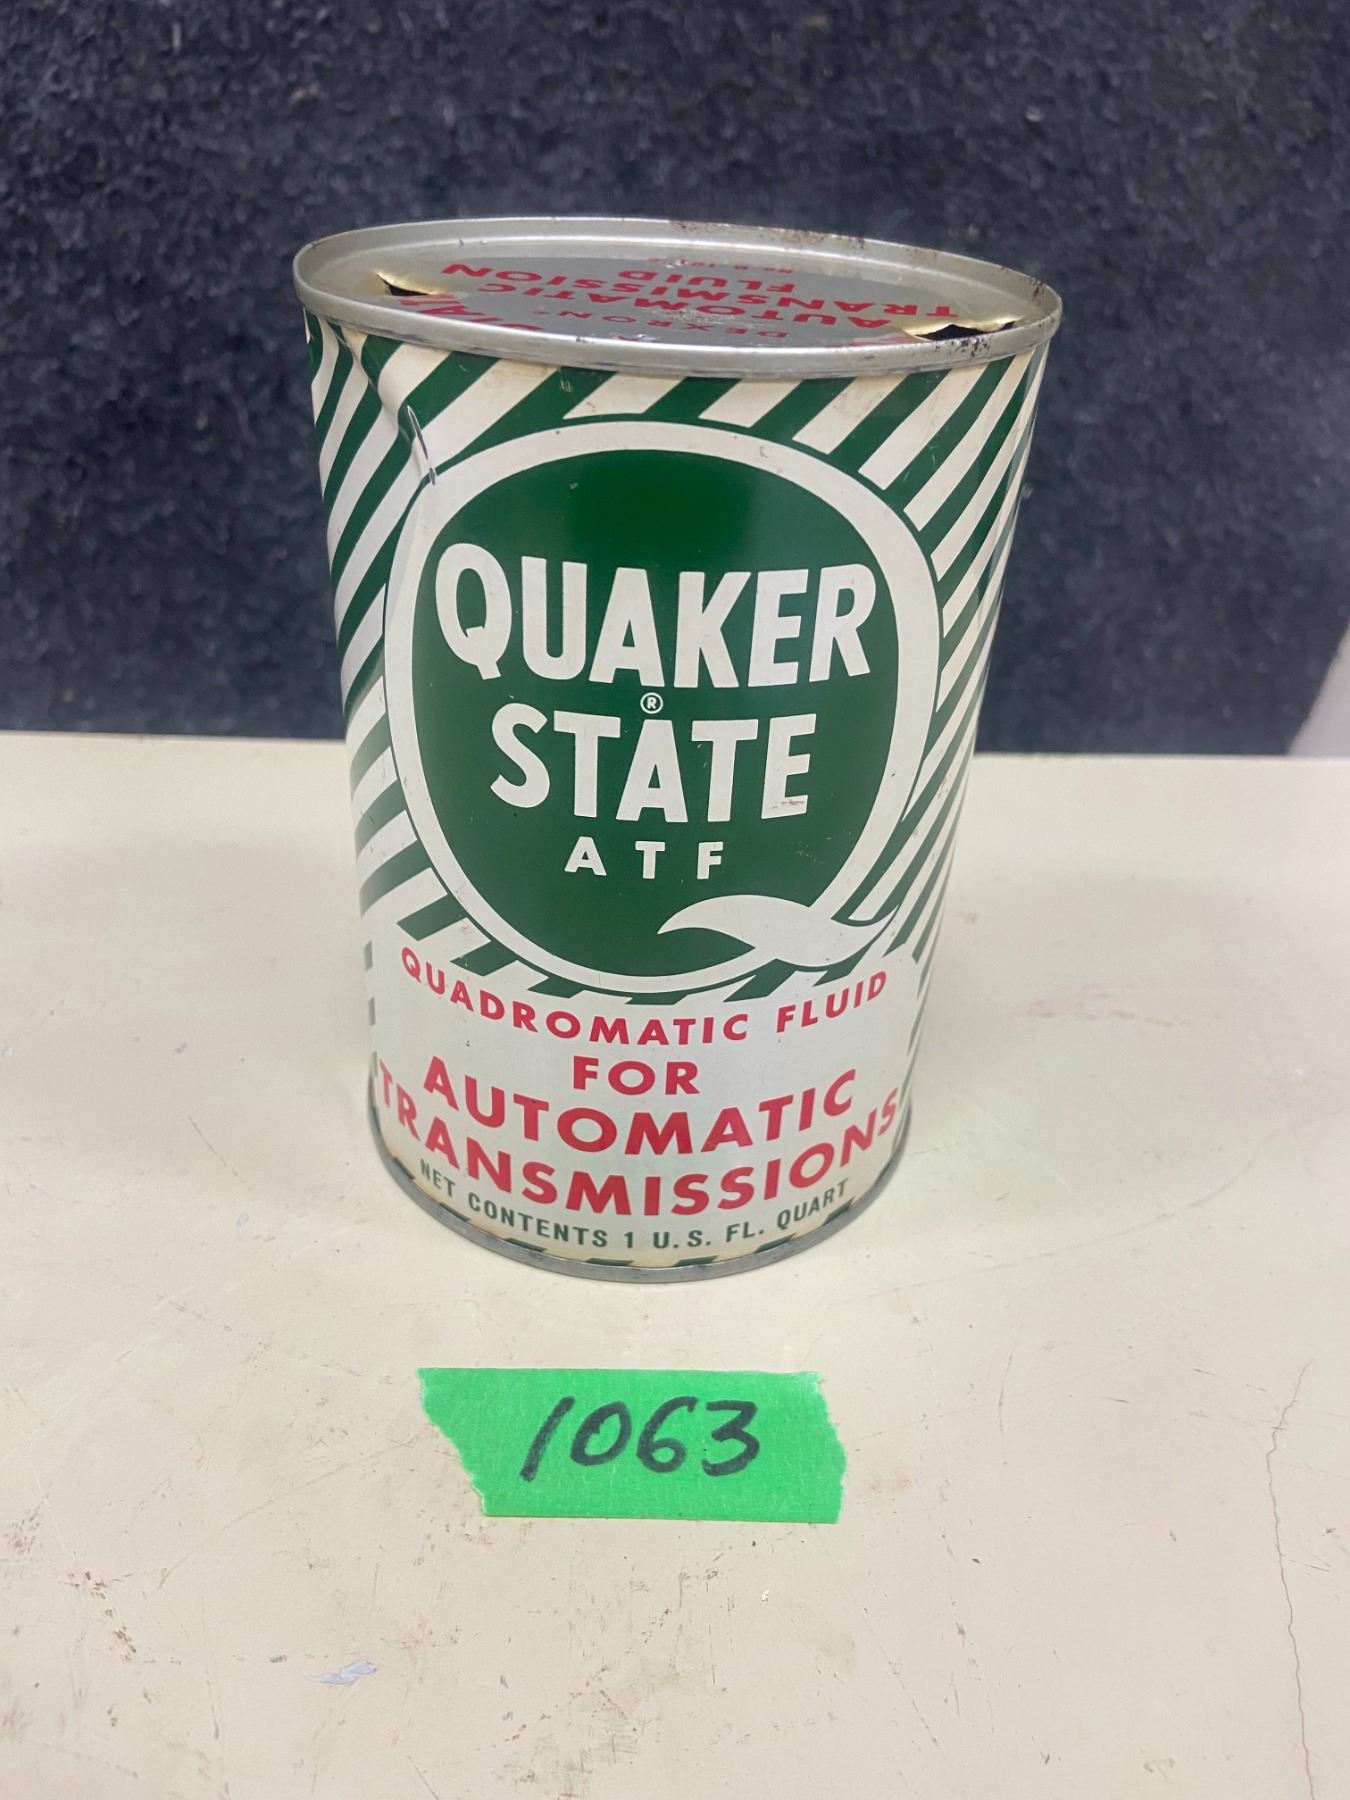 DEXRON®
AUTOMATIC
TRANSMISSION
FLUID
QUAKER
®
STATE
ATF
QUADROMATIC FLUID
FOR
AUTOMATIC
TRANSMISSIONS
NET CONTENTS 1 U.S. FL. QUART
1063